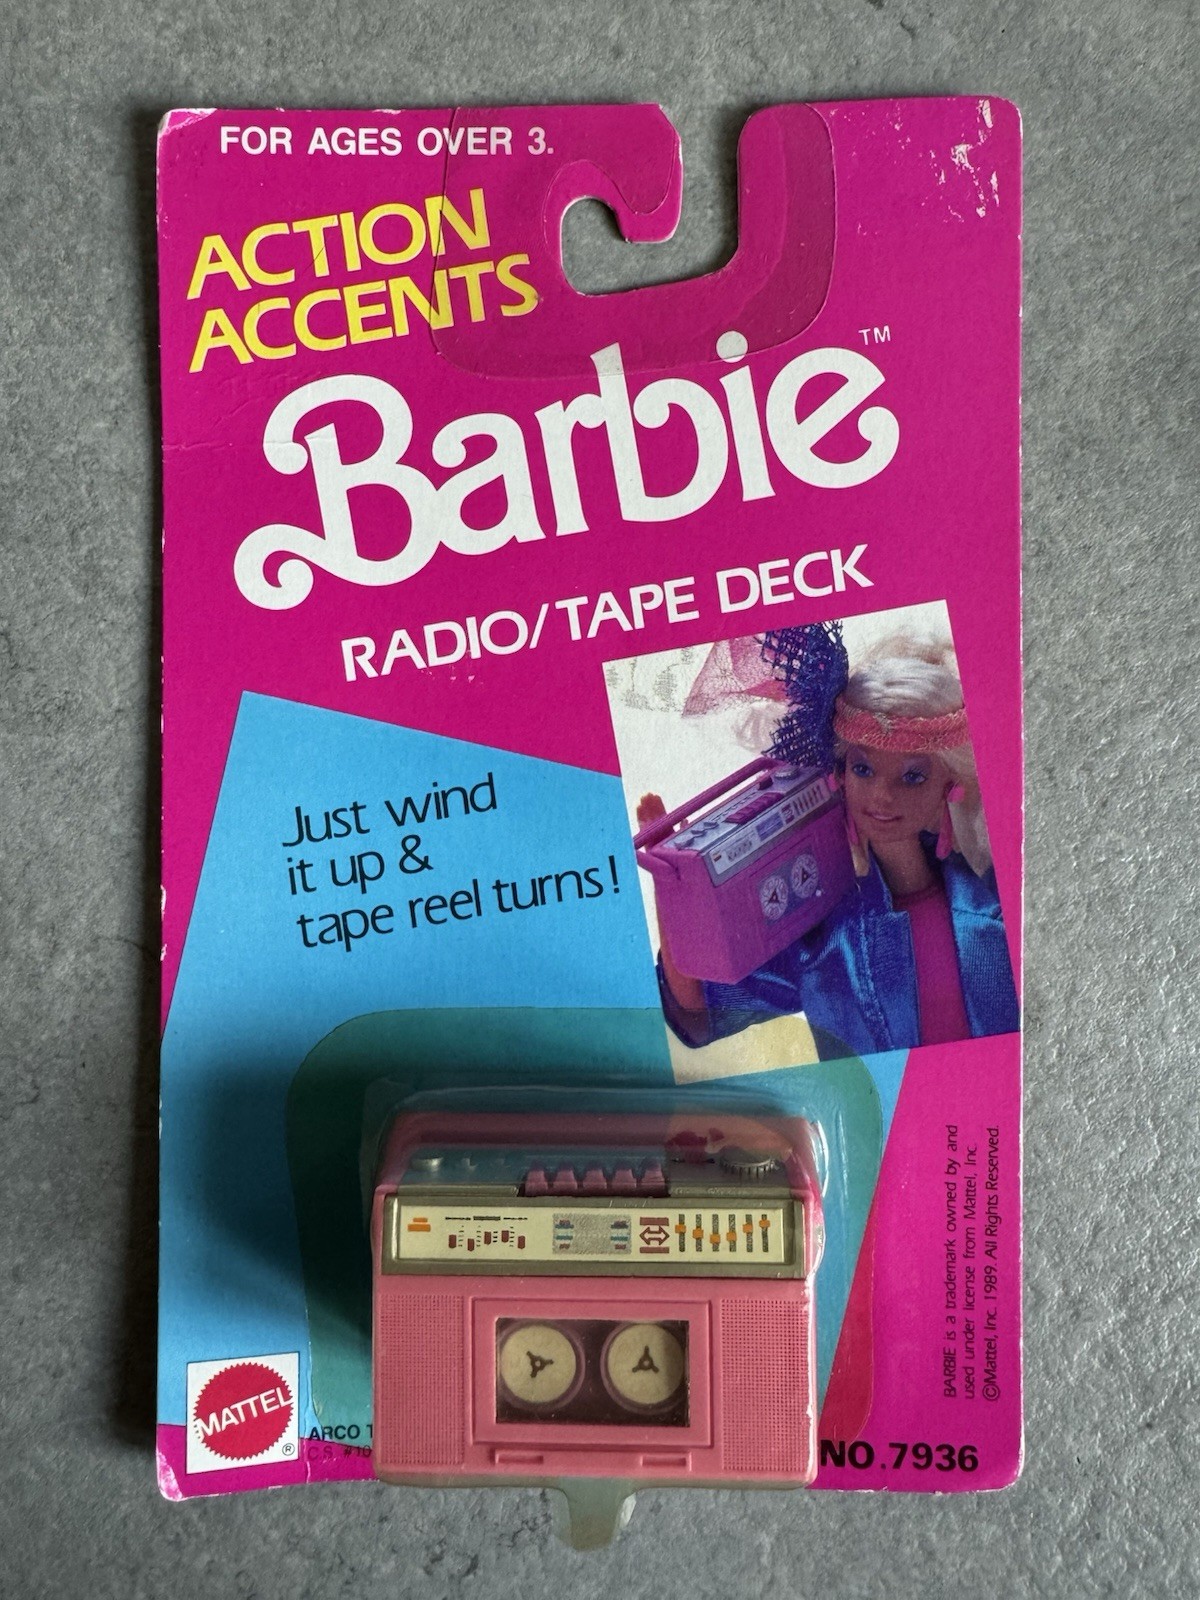 FOR AGES OVER 3.
ACTION
ACCENTS
Barbie™
RADIO/TAPE DECK
Just wind
it up &
tape reel turns!
BARBIE is a trademark owned by and
used under license from Mattel, Inc.
©Mattel, Inc. 1989. All Rights Reserved.
MATTEL®
ARCO
C.S.
NO.7936